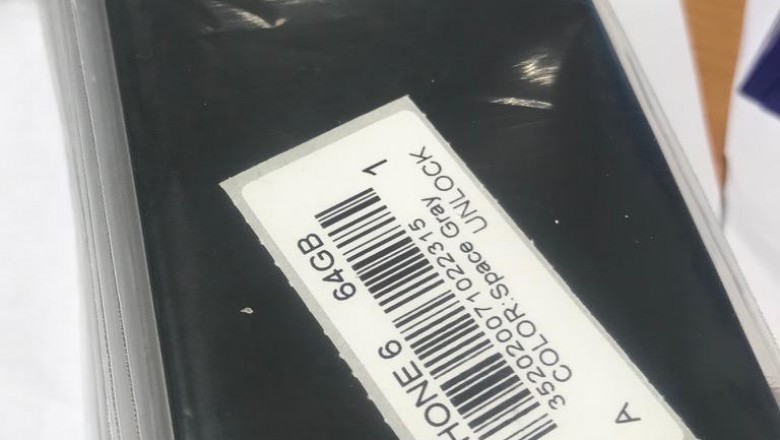 HONE 6 64GB 1
352020071022315
COLOR:Space Gray
UNLOCK
A